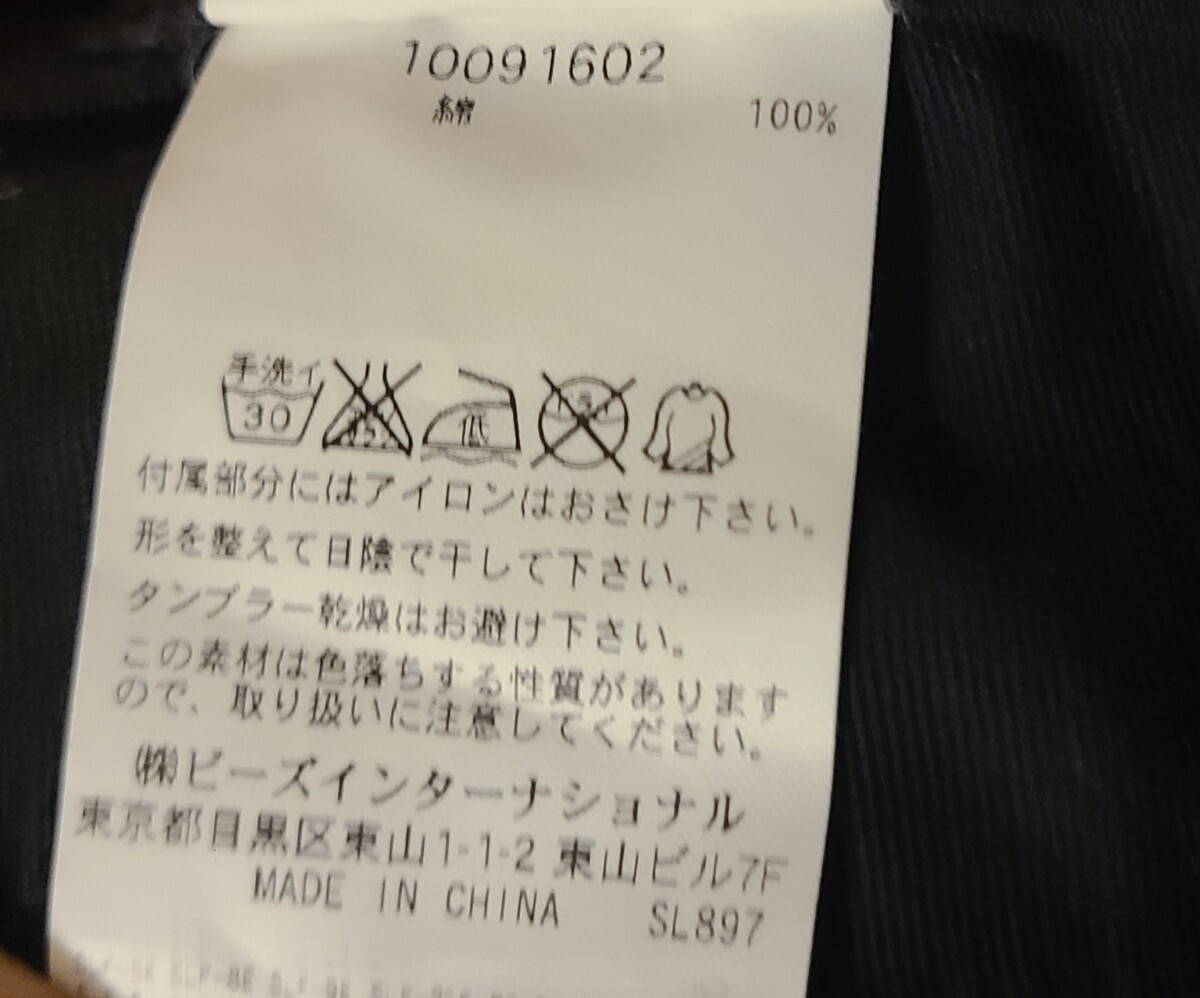 10091602
綿 100%
手洗イ
30
低
付属部分にはアイロンはおさけ下さい。
形を整えて日陰で干して下さい。
タンブラー乾燥はお避け下さい。
この素材は色落ちする性質があります
ので、取り扱いに注意してください。
㈱ビーズインターナショナル
東京都目黒区東山1-1-2 東山ビル7F
MADE IN CHINA SL897